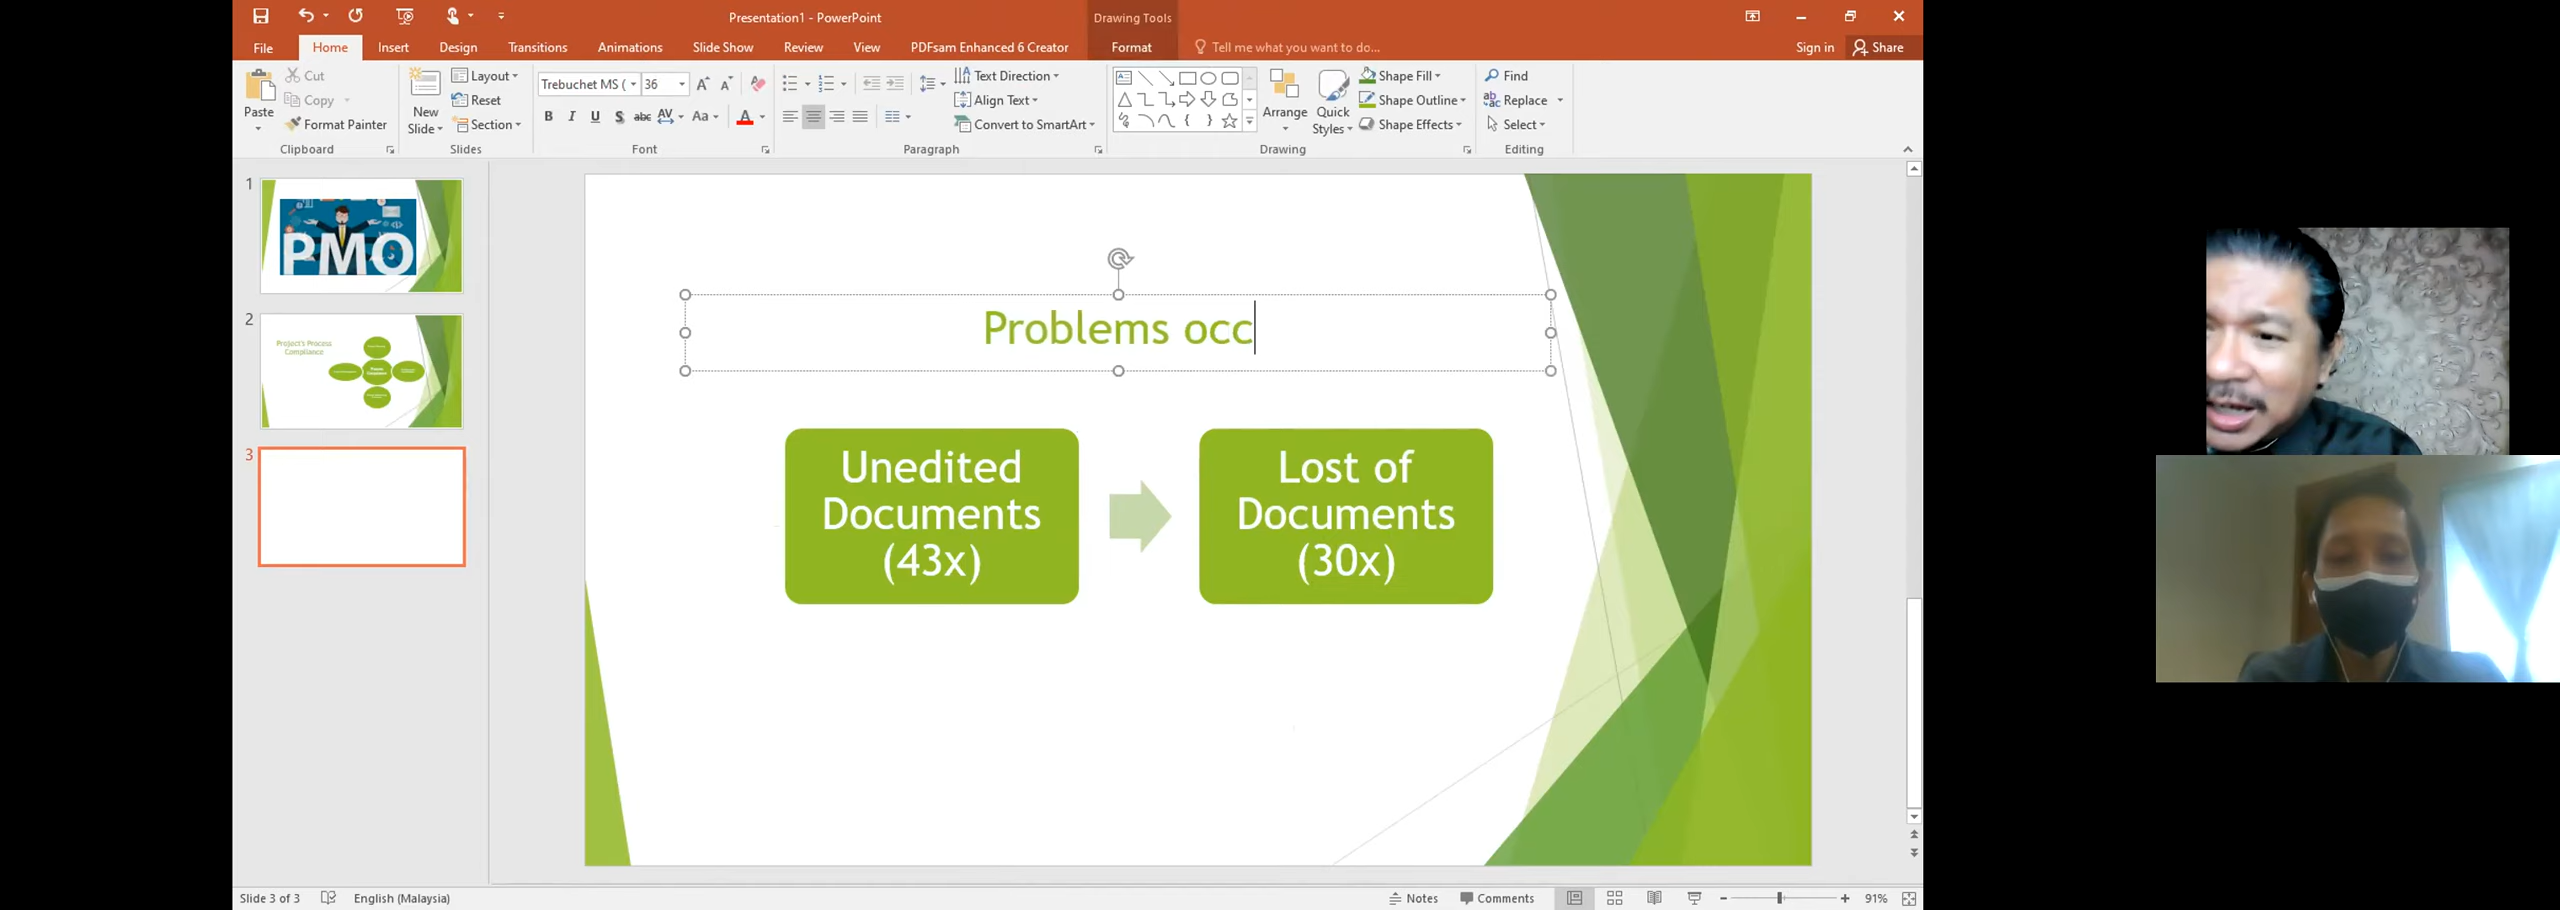 Presentation1 - PowerPoint
Drawing Tools
File Home Insert Design Transitions Animations Slide Show Review View PDFsam Enhanced 6 Creator Format Tell me what you want to do... Sign in Share
Paste
Cut
Copy
Format Painter
Clipboard
New Slide
Layout
Reset
Section
Slides
Trebuchet MS ( 36
B I U S abc AV Aa A
Font
Text Direction
Align Text
Convert to SmartArt
Paragraph
Arrange
Quick Styles
Shape Fill
Shape Outline
Shape Effects
Drawing
Find
Replace
Select
Editing
1
PMO
2
Project's Process
Compliance
3
Problems occ
Unedited
Documents
(43x)
Lost of
Documents
(30x)
Slide 3 of 3 English (Malaysia) Notes Comments 91%